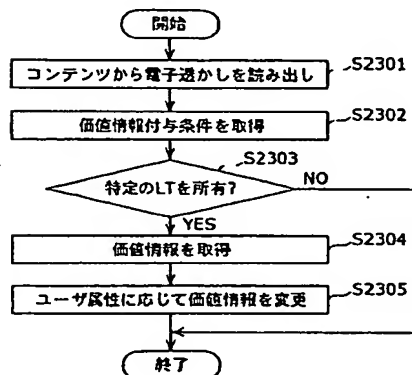 開始
コンテンツから電子透かしを読み出し
S2301
価値情報付与条件を取得
S2302
特定のLTを所有?
S2303
NO
YES
価値情報を取得
S2304
ユーザ属性に応じて価値情報を変更
S2305
終了